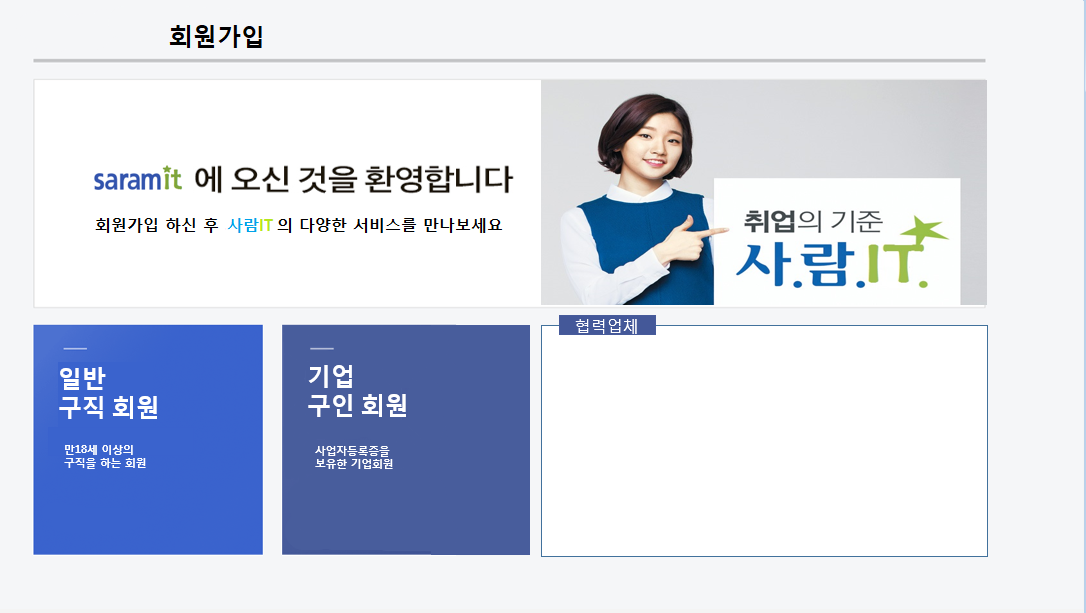 회원가입
saramit 에 오신 것을 환영합니다
회원가입 하신 후 사람IT 의 다양한 서비스를 만나보세요
취업의 기준
사.람.IT.
일반
구직 회원
만18세 이상의
구직을 하는 회원
기업
구인 회원
사업자등록증을
보유한 기업회원
협력업체